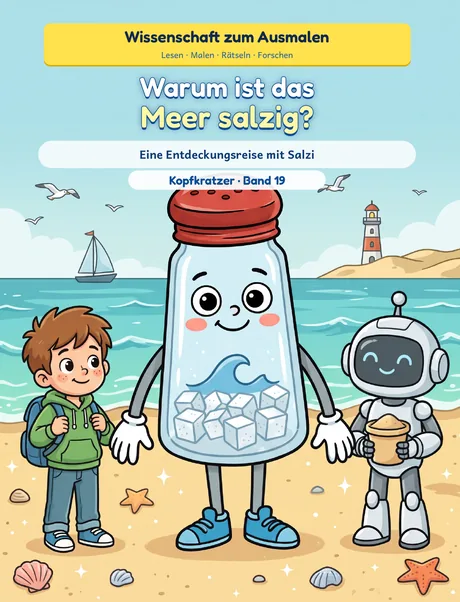 Wissenschaft zum Ausmalen
Lesen · Malen · Rätseln · Forschen
Warum ist das
Meer salzig?
Eine Entdeckungsreise mit Salzi
Kopfkratzer · Band 19